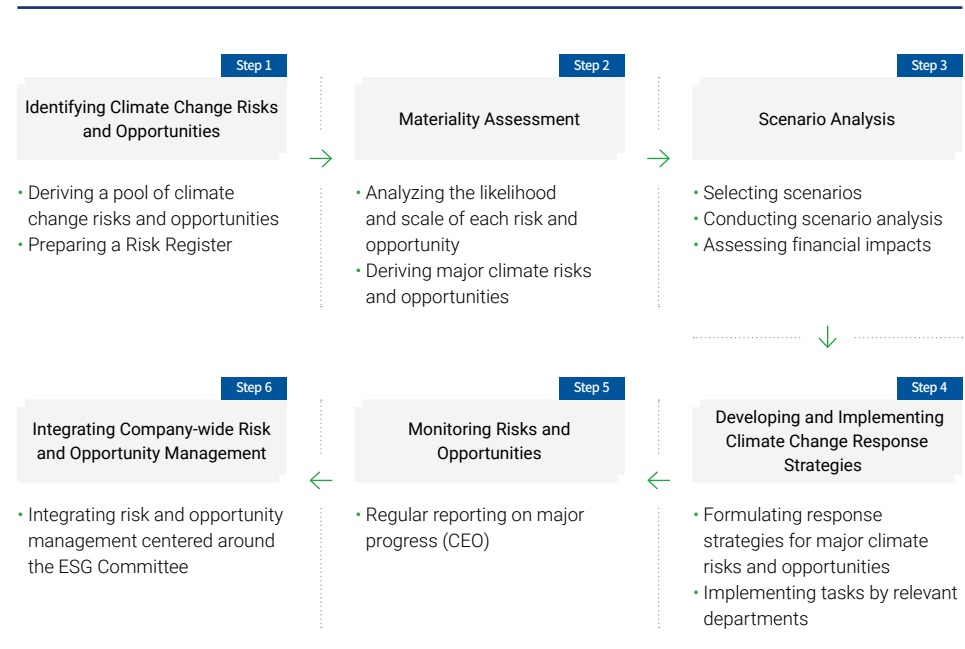 Step 1
Identifying Climate Change Risks
and Opportunities
• Deriving a pool of climate
change risks and opportunities
• Preparing a Risk Register
Step 2
Materiality Assessment
• Analyzing the likelihood
and scale of each risk and
opportunity
• Deriving major climate risks
and opportunities
Step 3
Scenario Analysis
• Selecting scenarios
• Conducting scenario analysis
• Assessing financial impacts
Step 4
Developing and Implementing
Climate Change Response
Strategies
• Formulating response
strategies for major climate
risks and opportunities
• Implementing tasks by relevant
departments
Step 5
Monitoring Risks and
Opportunities
• Regular reporting on major
progress (CEO)
Step 6
Integrating Company-wide Risk
and Opportunity Management
• Integrating risk and opportunity
management centered around
the ESG Committee